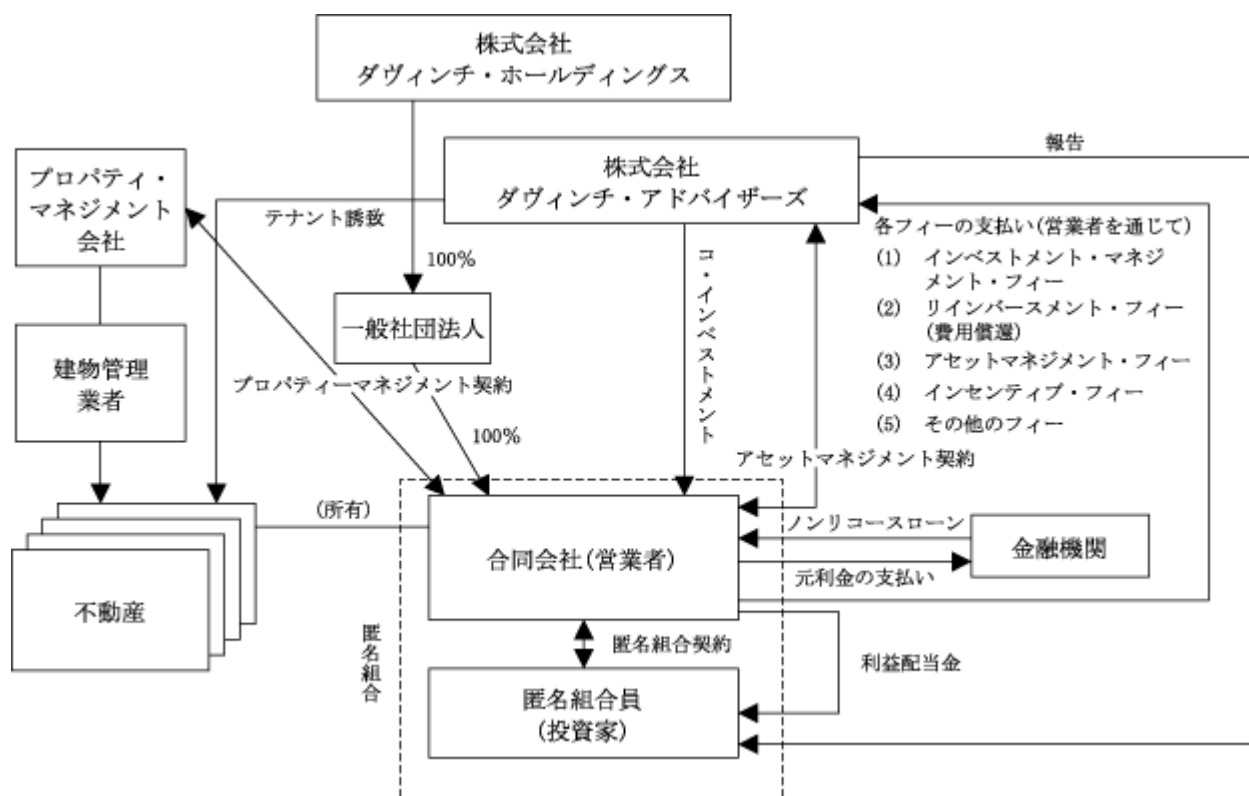 株式会社
ダヴィンチ・ホールディングス
報告
株式会社
ダヴィンチ・アドバイザーズ
プロパティ・
マネジメント
会社
テナント誘致
各フィーの支払い(営業者を通じて)
(1) インベストメント・マネジ
メント・フィー
(2) リインバースメント・フィー
(費用償還)
(3) アセットマネジメント・フィー
(4) インセンティブ・フィー
(5) その他のフィー
100%
コ・インベストメント
一般社団法人
建物管理
業者
プロパティーマネジメント契約
100%
アセットマネジメント契約
(所有)
合同会社(営業者)
ノンリコースローン
金融機関
元利金の支払い
不動産
匿名組合
匿名組合契約
利益配当金
匿名組合員
(投資家)